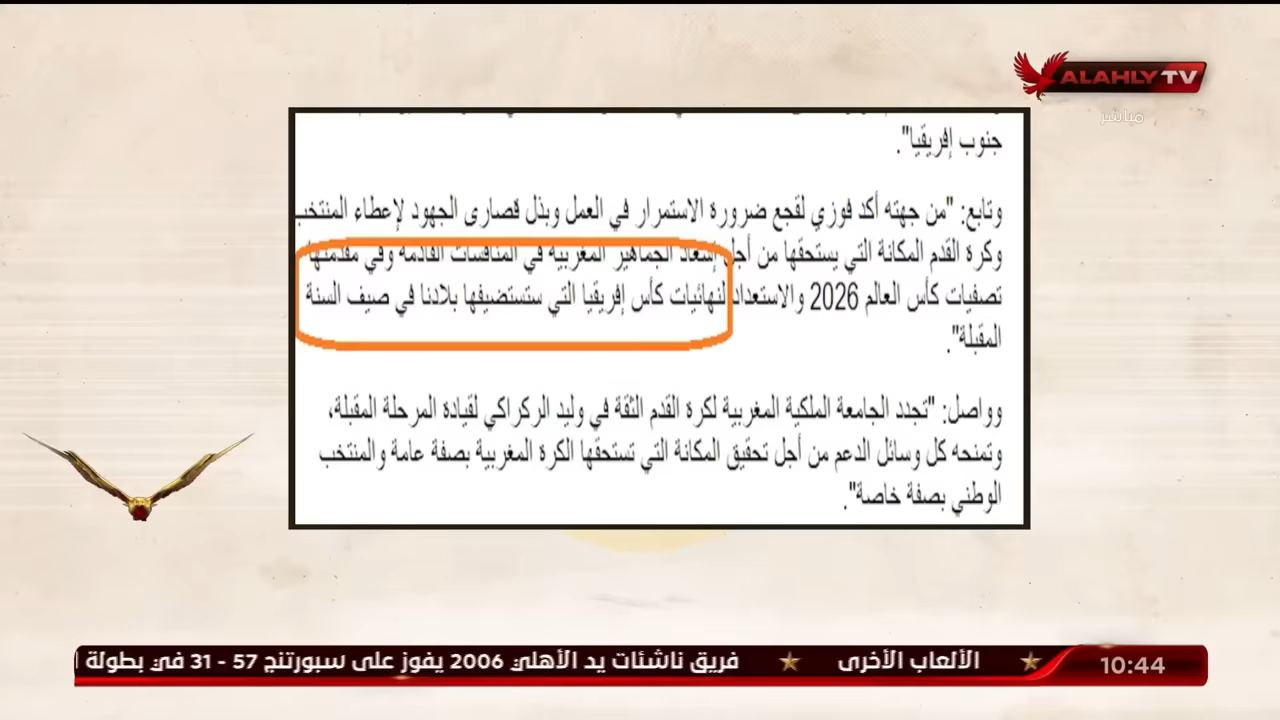 ALAHLY TV
مباشر
جنوب إفريقيا".
وتابع: "من جهته أكد فوزي لقجع ضرورة الاستمرار في العمل وبذل قصارى الجهود لإعطاء المنتخب
وكرة القدم المكانة التي يستحقها من أجل إسعاد الجماهير المغربية في المنافسات القادمة وفي مقدمتها
تصفيات كأس العالم 2026 والاستعداد لنهائيات كأس إفريقيا التي ستستضيفها بلادنا في صيف السنة
المقبلة".
وواصل: "تجدد الجامعة الملكية المغربية لكرة القدم الثقة في وليد الركراكي لقيادة المرحلة المقبلة،
وتمنحه كل وسائل الدعم من أجل تحقيق المكانة التي تستحقها الكرة المغربية بصفة عامة والمنتخب
الوطني بصفة خاصة".
10:44 الألعاب الأخرى فريق ناشئات يد الأهلي 2006 يفوز على سبورتنج 57 - 31 في بطولة